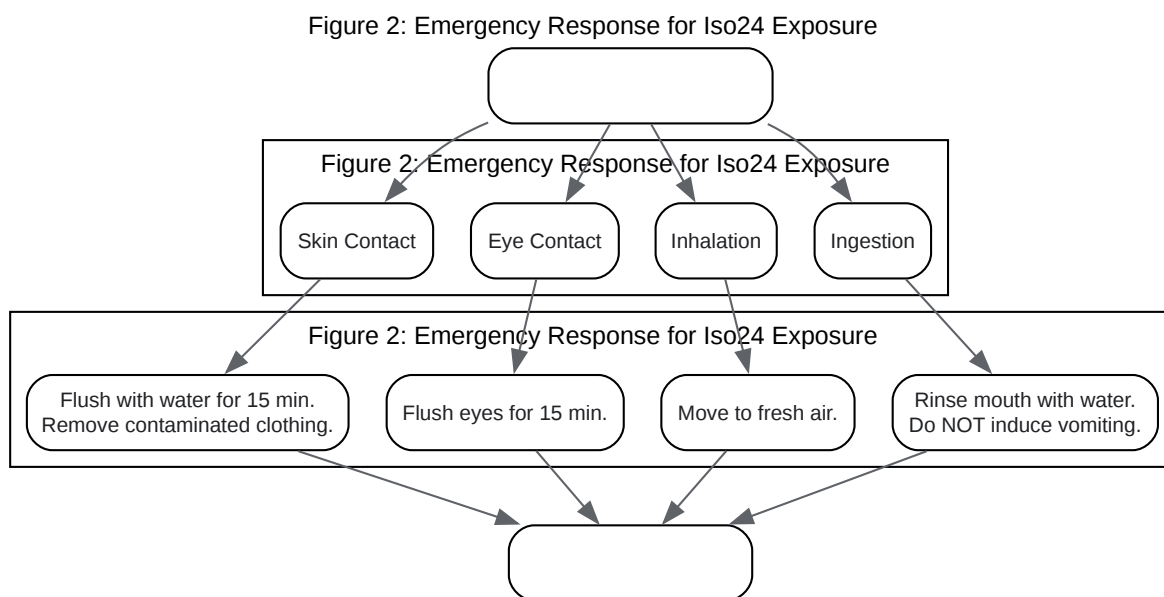 Figure 2: Emergency Response for Iso24 Exposure
Figure 2: Emergency Response for Iso24 Exposure
Skin Contact
Eye Contact
Inhalation
Ingestion
Figure 2: Emergency Response for Iso24 Exposure
Flush with water for 15 min.
Remove contaminated clothing.
Flush eyes for 15 min.
Move to fresh air.
Rinse mouth with water.
Do NOT induce vomiting.